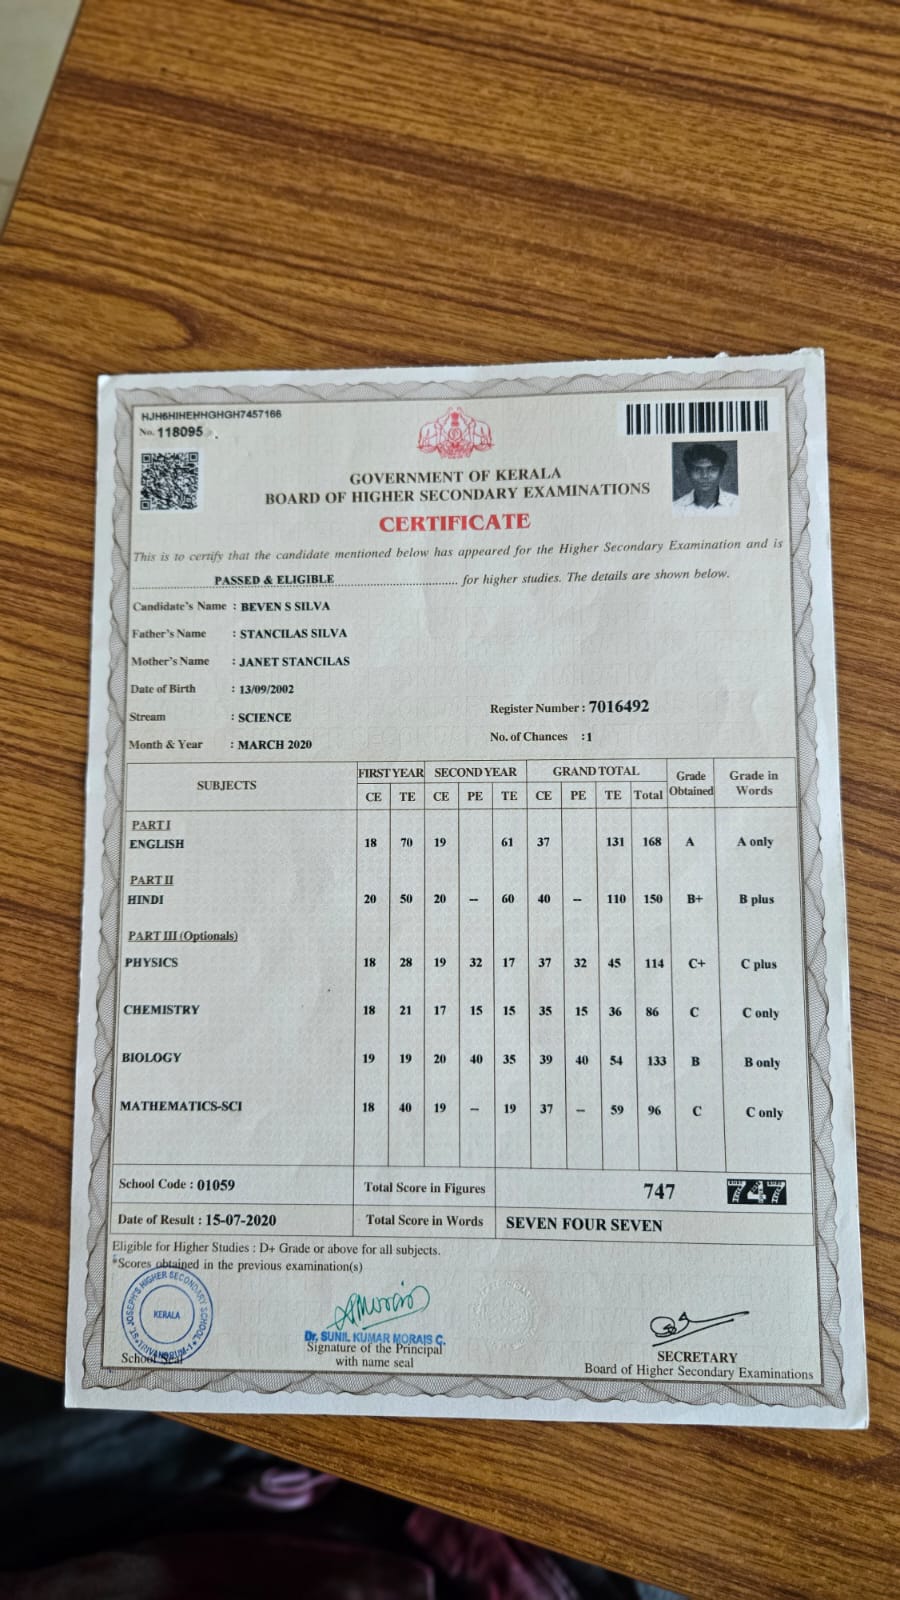 HJH6HIHEHHGHGH7457166
No. 118095
GOVERNMENT OF KERALA
BOARD OF HIGHER SECONDARY EXAMINATIONS
CERTIFICATE
This is to certify that the candidate mentioned below has appeared for the Higher Secondary Examination and is
PASSED & ELIGIBLE ........................ for higher studies. The details are shown below.
Candidate's Name : BEVEN S SILVA
Father's Name : STANCILAS SILVA
Mother's Name : JANET STANCILAS
Date of Birth : 13/09/2002
Stream : SCIENCE
Register Number : 7016492
Month & Year : MARCH 2020
No. of Chances : 1
SUBJECTS FIRST YEAR SECOND YEAR GRAND TOTAL Grade Obtained Grade in Words
CE TE CE PE TE CE PE TE Total
PART I
ENGLISH 18 70 19 61 37 131 168 A A only
PART II
HINDI 20 50 20 -- 60 40 -- 110 150 B+ B plus
PART III (Optionals)
PHYSICS 18 28 19 32 17 37 32 45 114 C+ C plus
CHEMISTRY 18 21 17 15 15 35 15 36 86 C C only
BIOLOGY 19 19 20 40 35 39 40 54 133 B B only
MATHEMATICS-SCI 18 40 19 -- 19 37 -- 59 96 C C only
School Code : 01059 Total Score in Figures 747 747
Date of Result : 15-07-2020 Total Score in Words SEVEN FOUR SEVEN
Eligible for Higher Studies : D+ Grade or above for all subjects.
*Scores obtained in the previous examination(s)
ST. JOSEPH'S HIGHER SECONDARY SCHOOL
KERALA
TRIVANDRUM-1
School Seal
Dr. SUNIL KUMAR MORAIS C.
Signature of the Principal
with name seal
SECRETARY
Board of Higher Secondary Examinations